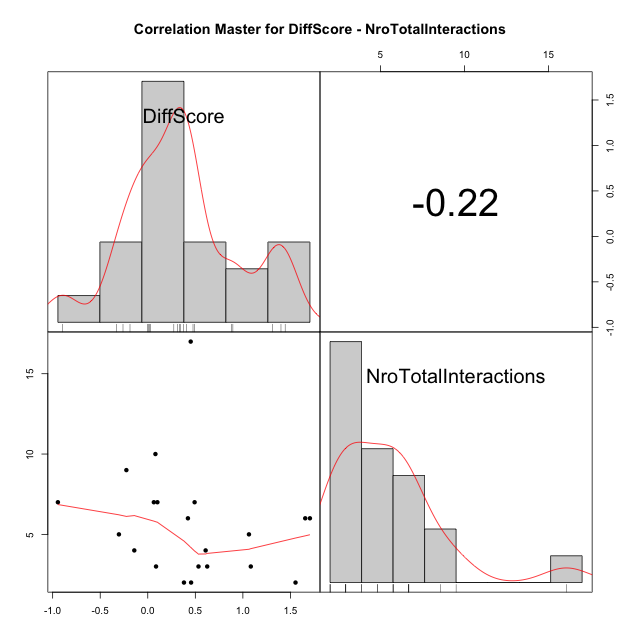 Correlation Master for DiffScore - NroTotalInteractions
5 10 15
DiffScore
-0.22
1.5
1.0
0.5
0.0
-0.5
-1.0
15
10
5
NroTotalInteractions
-1.0 -0.5 0.0 0.5 1.0 1.5